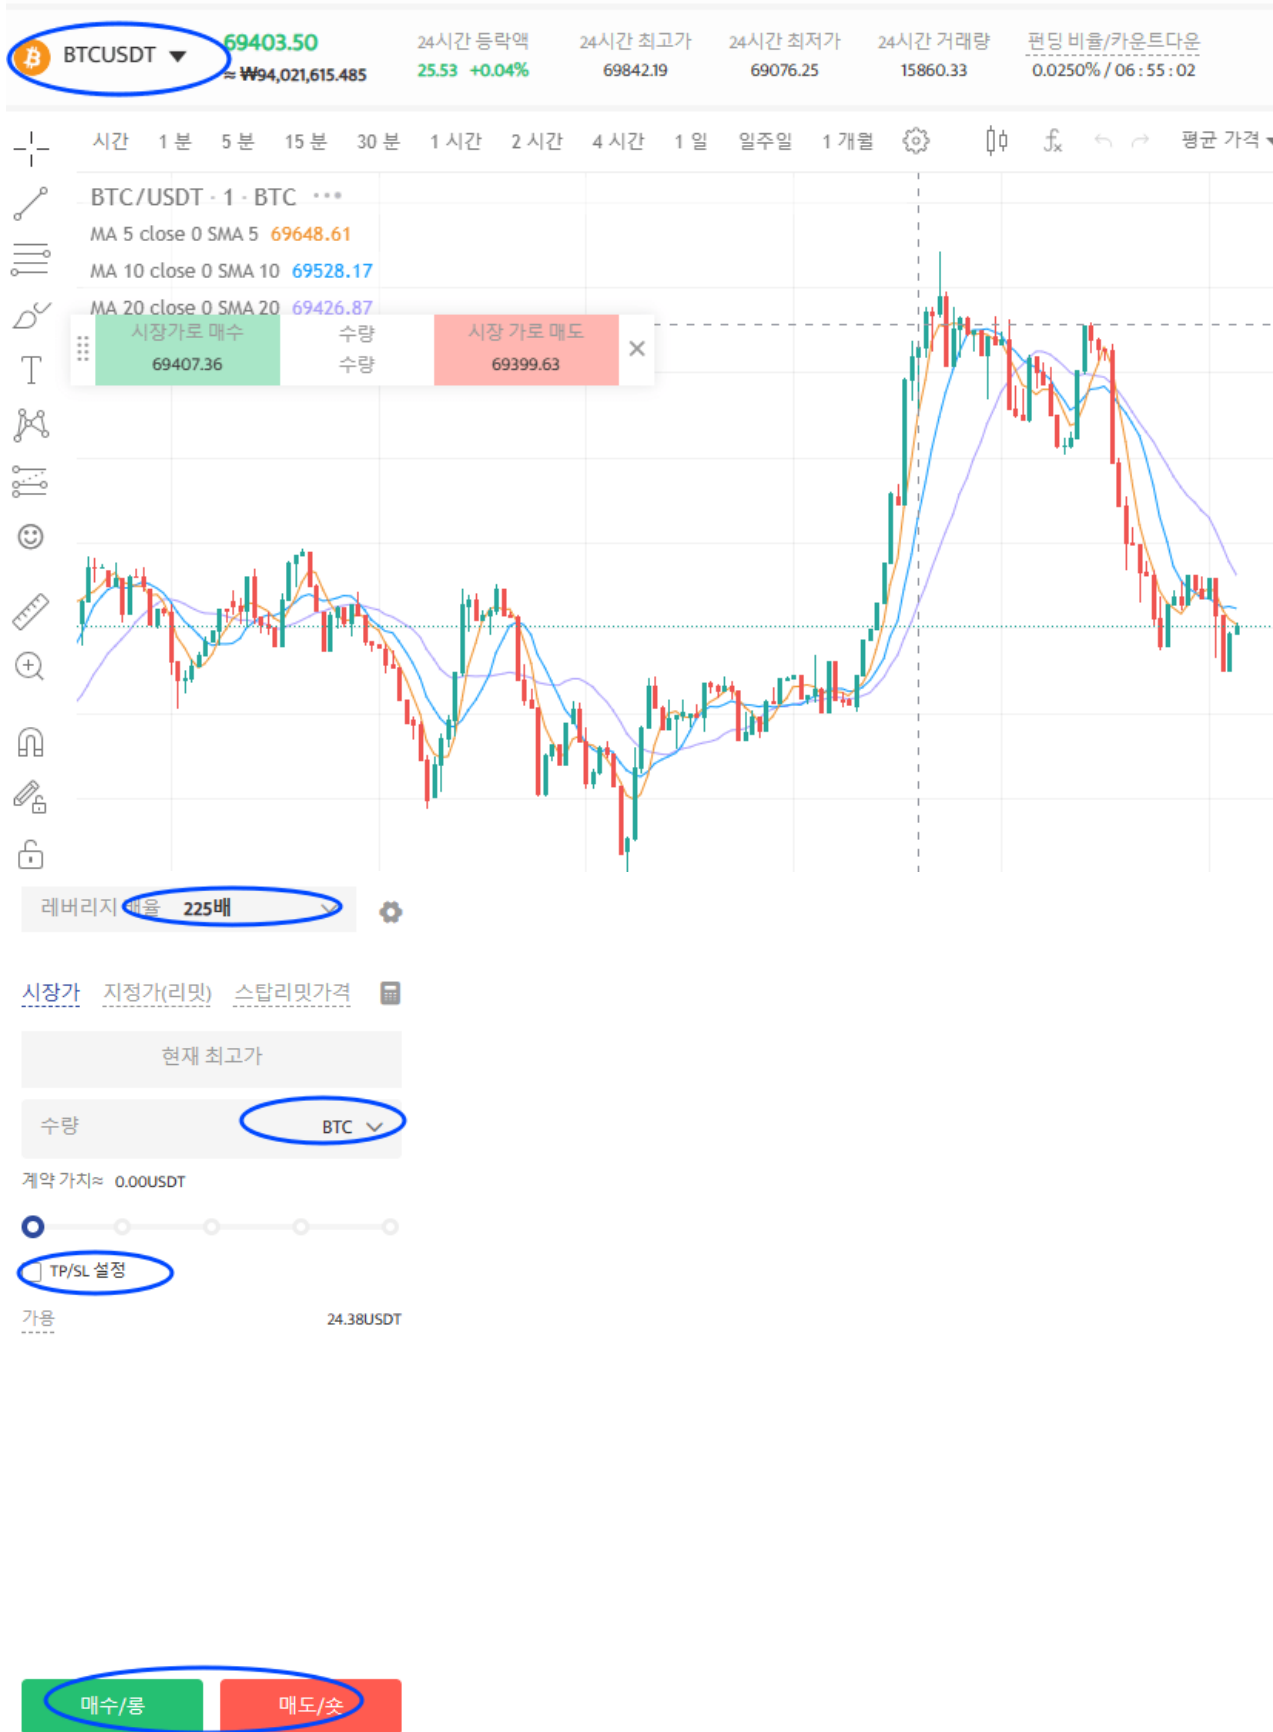 BTCUSDT
69403.50
≈ ₩94,021,615.485
24시간 등락액
25.53 +0.04%
24시간 최고가
69842.19
24시간 최저가
69076.25
24시간 거래량
15860.33
펀딩 비율/카운트다운
0.0250% / 06 : 55 : 02
시간 1 분 5 분 15 분 30 분 1 시간 2 시간 4 시간 1 일 일주일 1 개월 평균 가격
BTC/USDT · 1 · BTC
MA 5 close 0 SMA 5 69648.61
MA 10 close 0 SMA 10 69528.17
MA 20 close 0 SMA 20 69426.87
시장가로 매수 수량 시장 가로 매도
69407.36 수량 69399.63
레버리지 배율 225배
시장가 지정가(리밋) 스탑리밋가격
현재 최고가
수량 BTC
계약 가치≈ 0.00USDT
TP/SL 설정
가용 24.38USDT
매수/롱 매도/숏